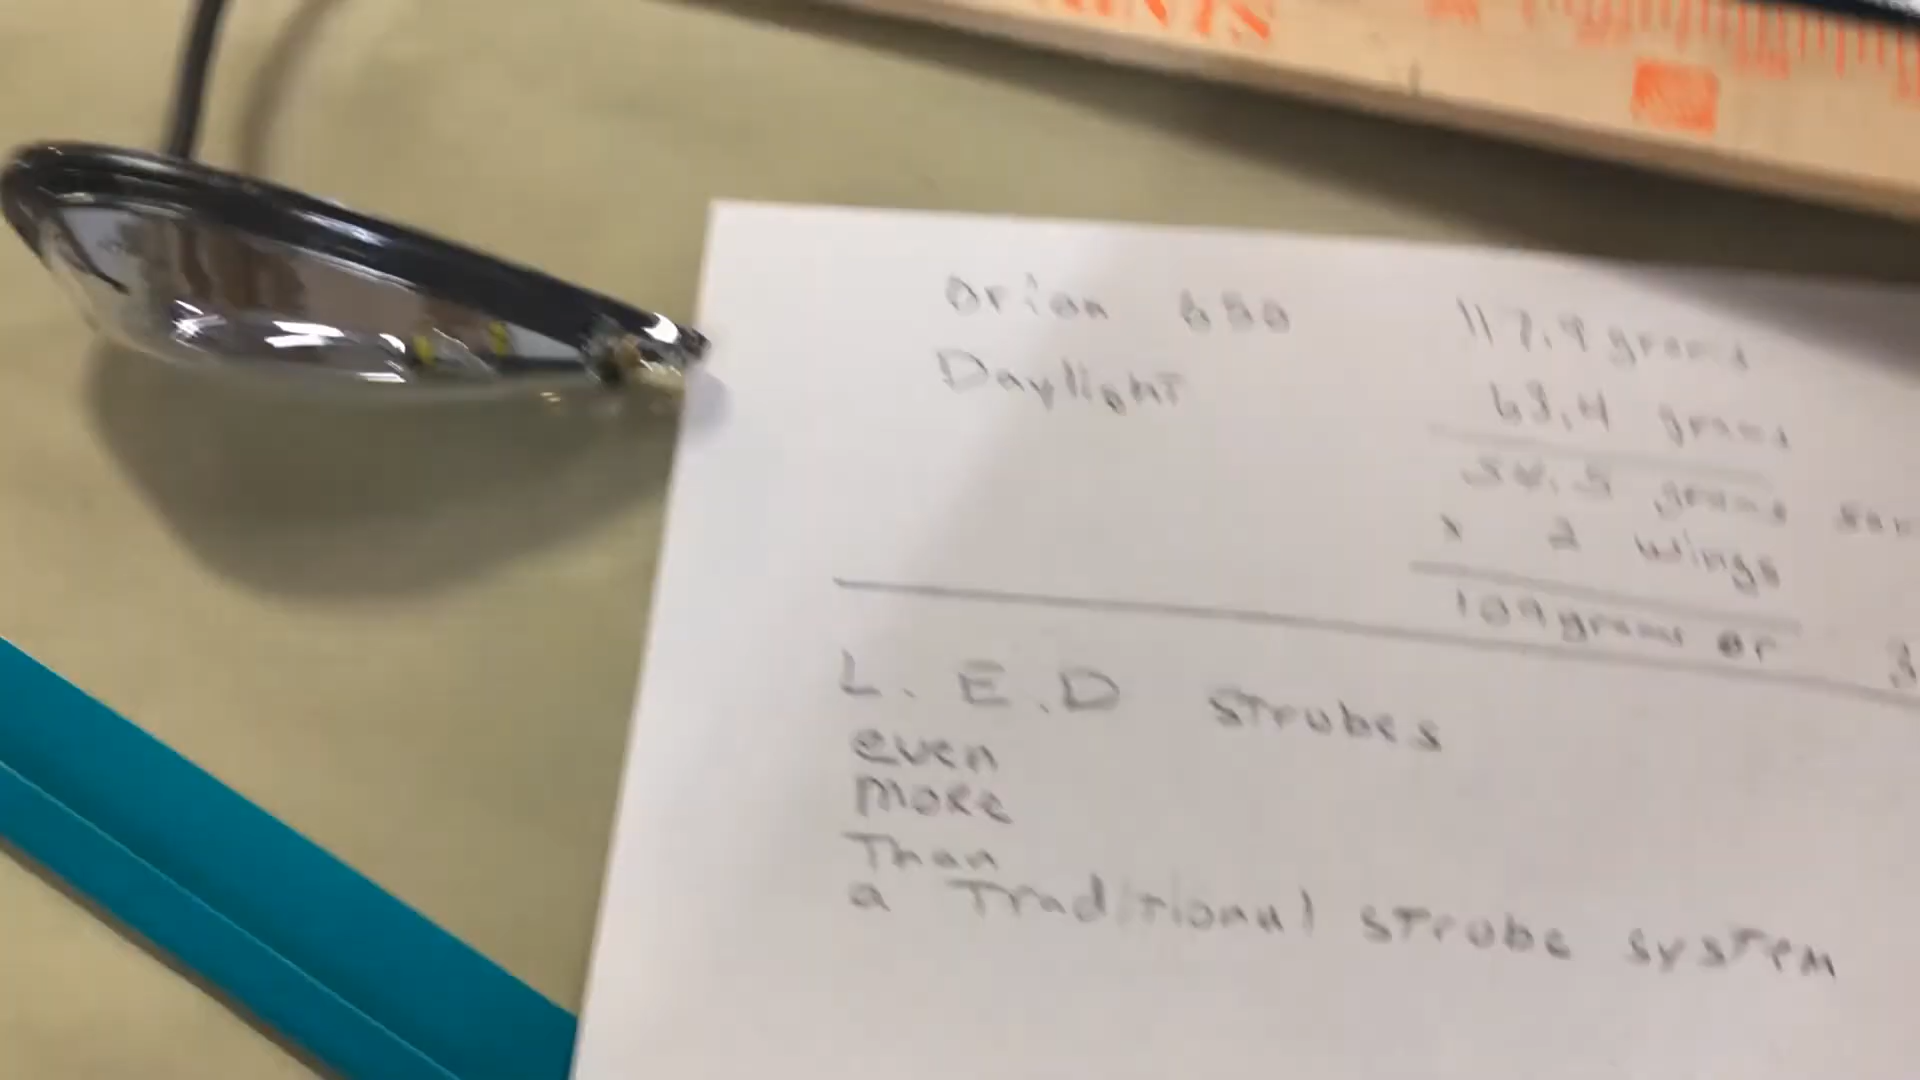 Orion 650 117.9 grams
Daylight 63.4 grams
54.5 grams
x 2 wings
109 grams or 3
L.E.D STrobes
even
more
Than
a TradiTional sTrobe sysTem